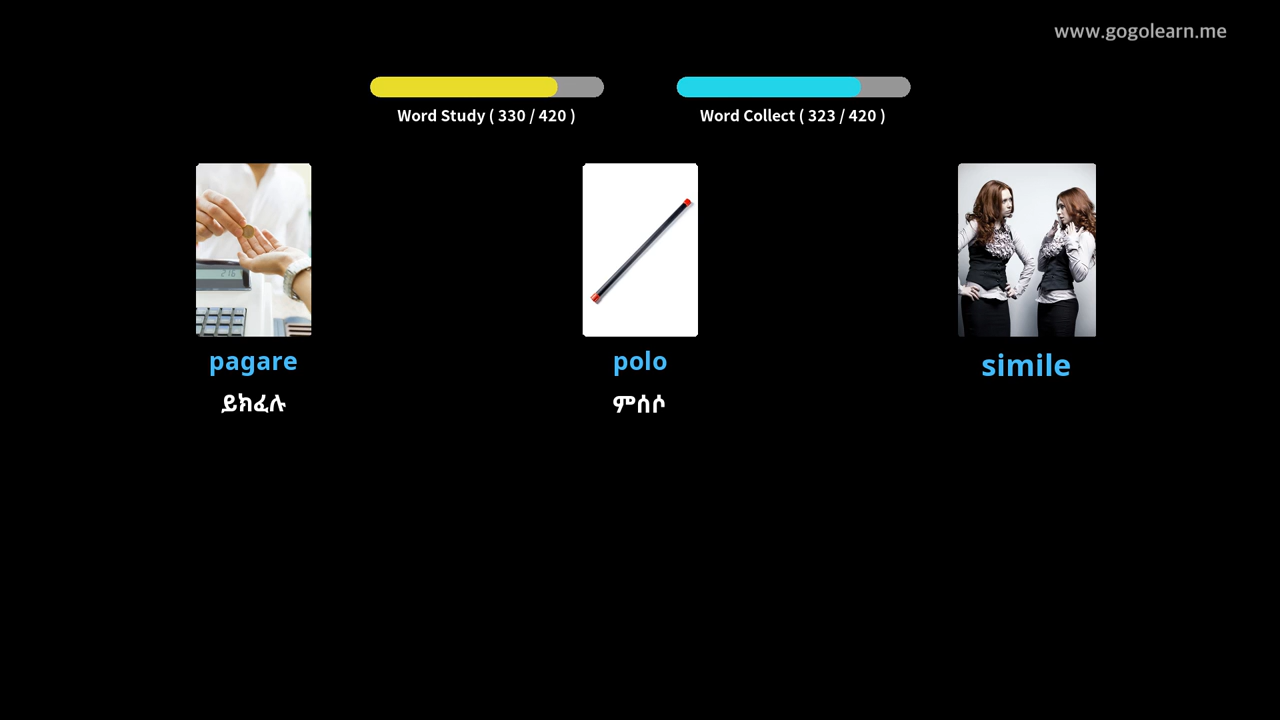 www.gogolearn.me
Word Study ( 330 / 420 )
Word Collect ( 323 / 420 )
pagare
polo
simile
ይክፈሉ
ምሰሶ